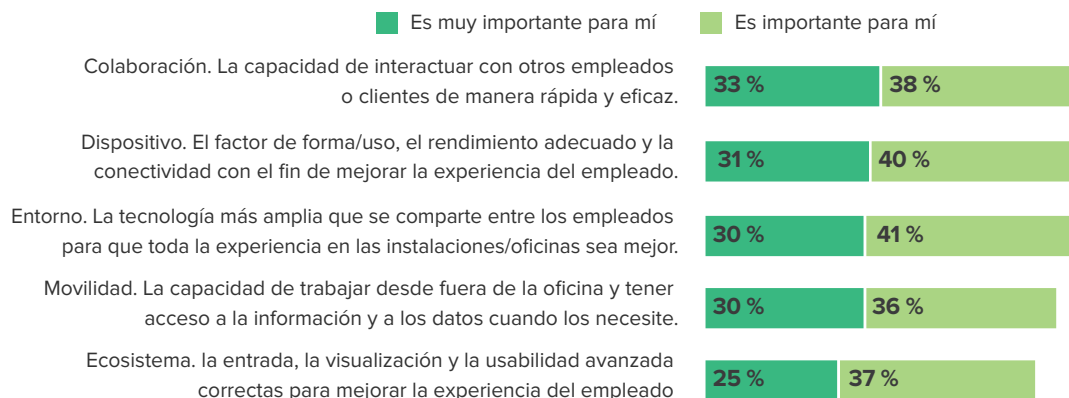 Es muy importante para mí Es importante para mí
Colaboración. La capacidad de interactuar con otros empleados
o clientes de manera rápida y eficaz.
33 % 38 %
Dispositivo. El factor de forma/uso, el rendimiento adecuado y la
conectividad con el fin de mejorar la experiencia del empleado.
31 % 40 %
Entorno. La tecnología más amplia que se comparte entre los empleados
para que toda la experiencia en las instalaciones/oficinas sea mejor.
30 % 41 %
Movilidad. La capacidad de trabajar desde fuera de la oficina y tener
acceso a la información y a los datos cuando los necesite.
30 % 36 %
Ecosistema. la entrada, la visualización y la usabilidad avanzada
correctas para mejorar la experiencia del empleado
25 % 37 %